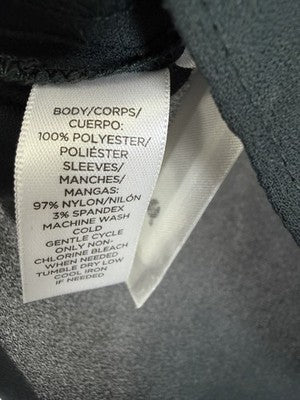 BODY/CORPS/
CUERPO:
100% POLYESTER/
POLIÉSTER
SLEEVES/
MANCHES/
MANGAS:
97% NYLON/NILÓN
3% SPANDEX
MACHINE WASH
COLD
GENTLE CYCLE
ONLY NON-
CHLORINE BLEACH
WHEN NEEDED
TUMBLE DRY LOW
COOL IRON
IF NEEDED